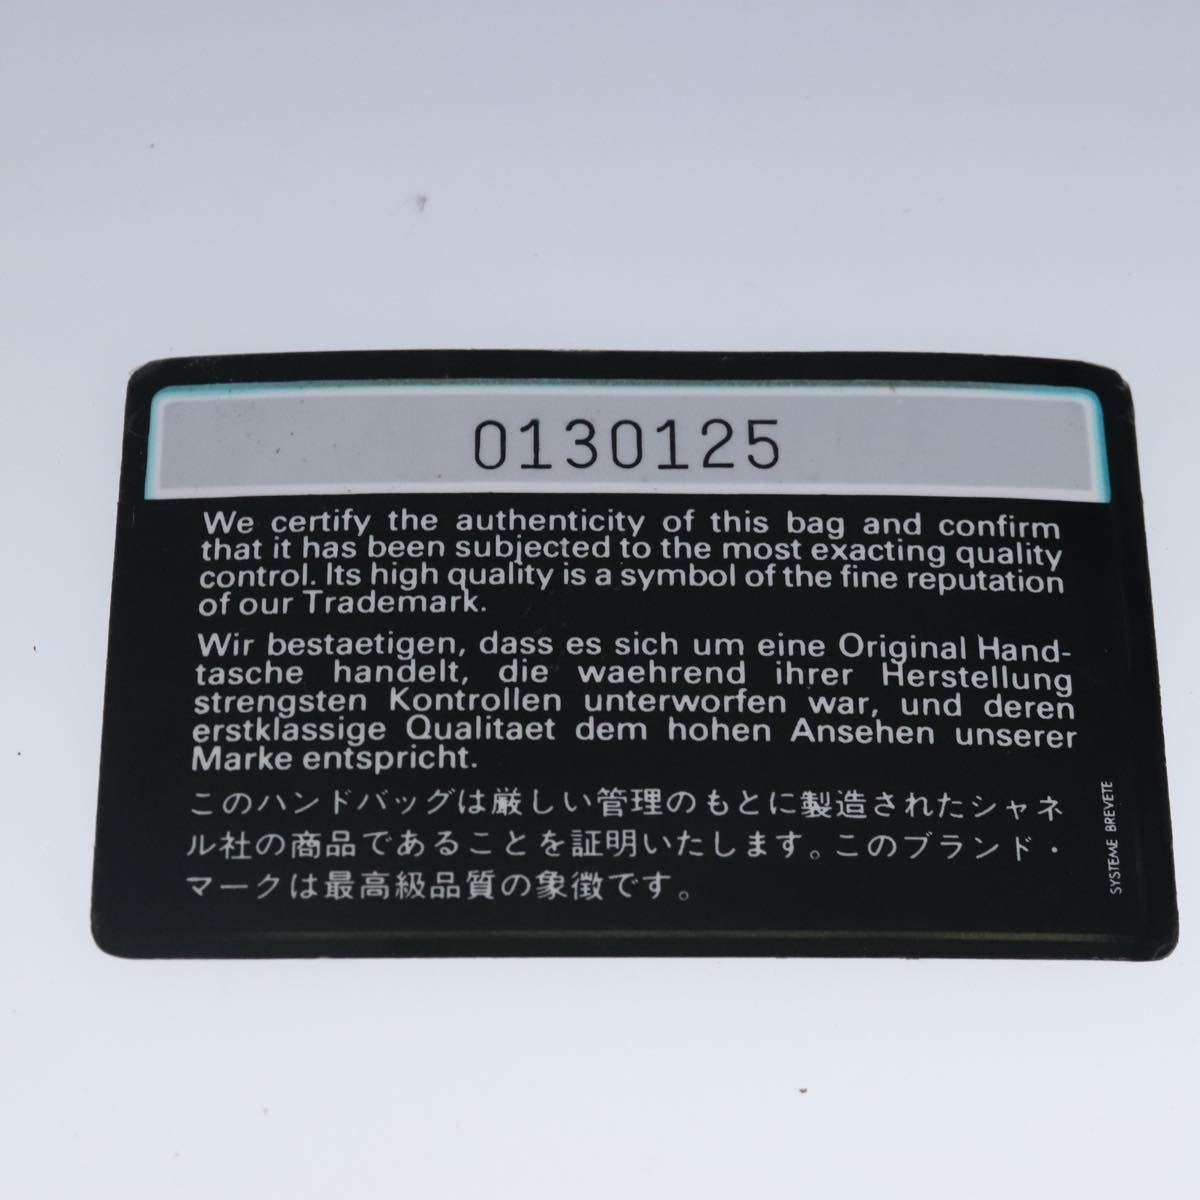 0130125
We certify the authenticity of this bag and confirm
that it has been subjected to the most exacting quality
control. Its high quality is a symbol of the fine reputation
of our Trademark.
Wir bestaetigen, dass es sich um eine Original Hand-
tasche handelt, die waehrend ihrer Herstellung
strengsten Kontrollen unterworfen war, und deren
erstklassige Qualitaet dem hohen Ansehen unserer
Marke entspricht.
このハンドバッグは厳しい管理のもとに製造されたシャネ
ル社の商品であることを証明いたします。このブランド・
マークは最高級品質の象徴です。
SYSTEME BREVETE